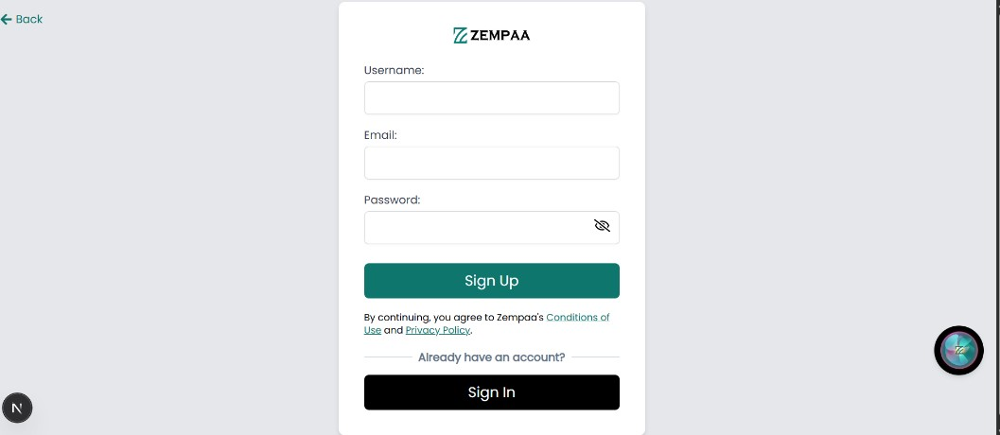 Back
ZEMPAA
Username:
Email:
Password:
Sign Up
By continuing, you agree to Zempaa's Conditions of
Use and Privacy Policy.
Already have an account?
Sign In
N